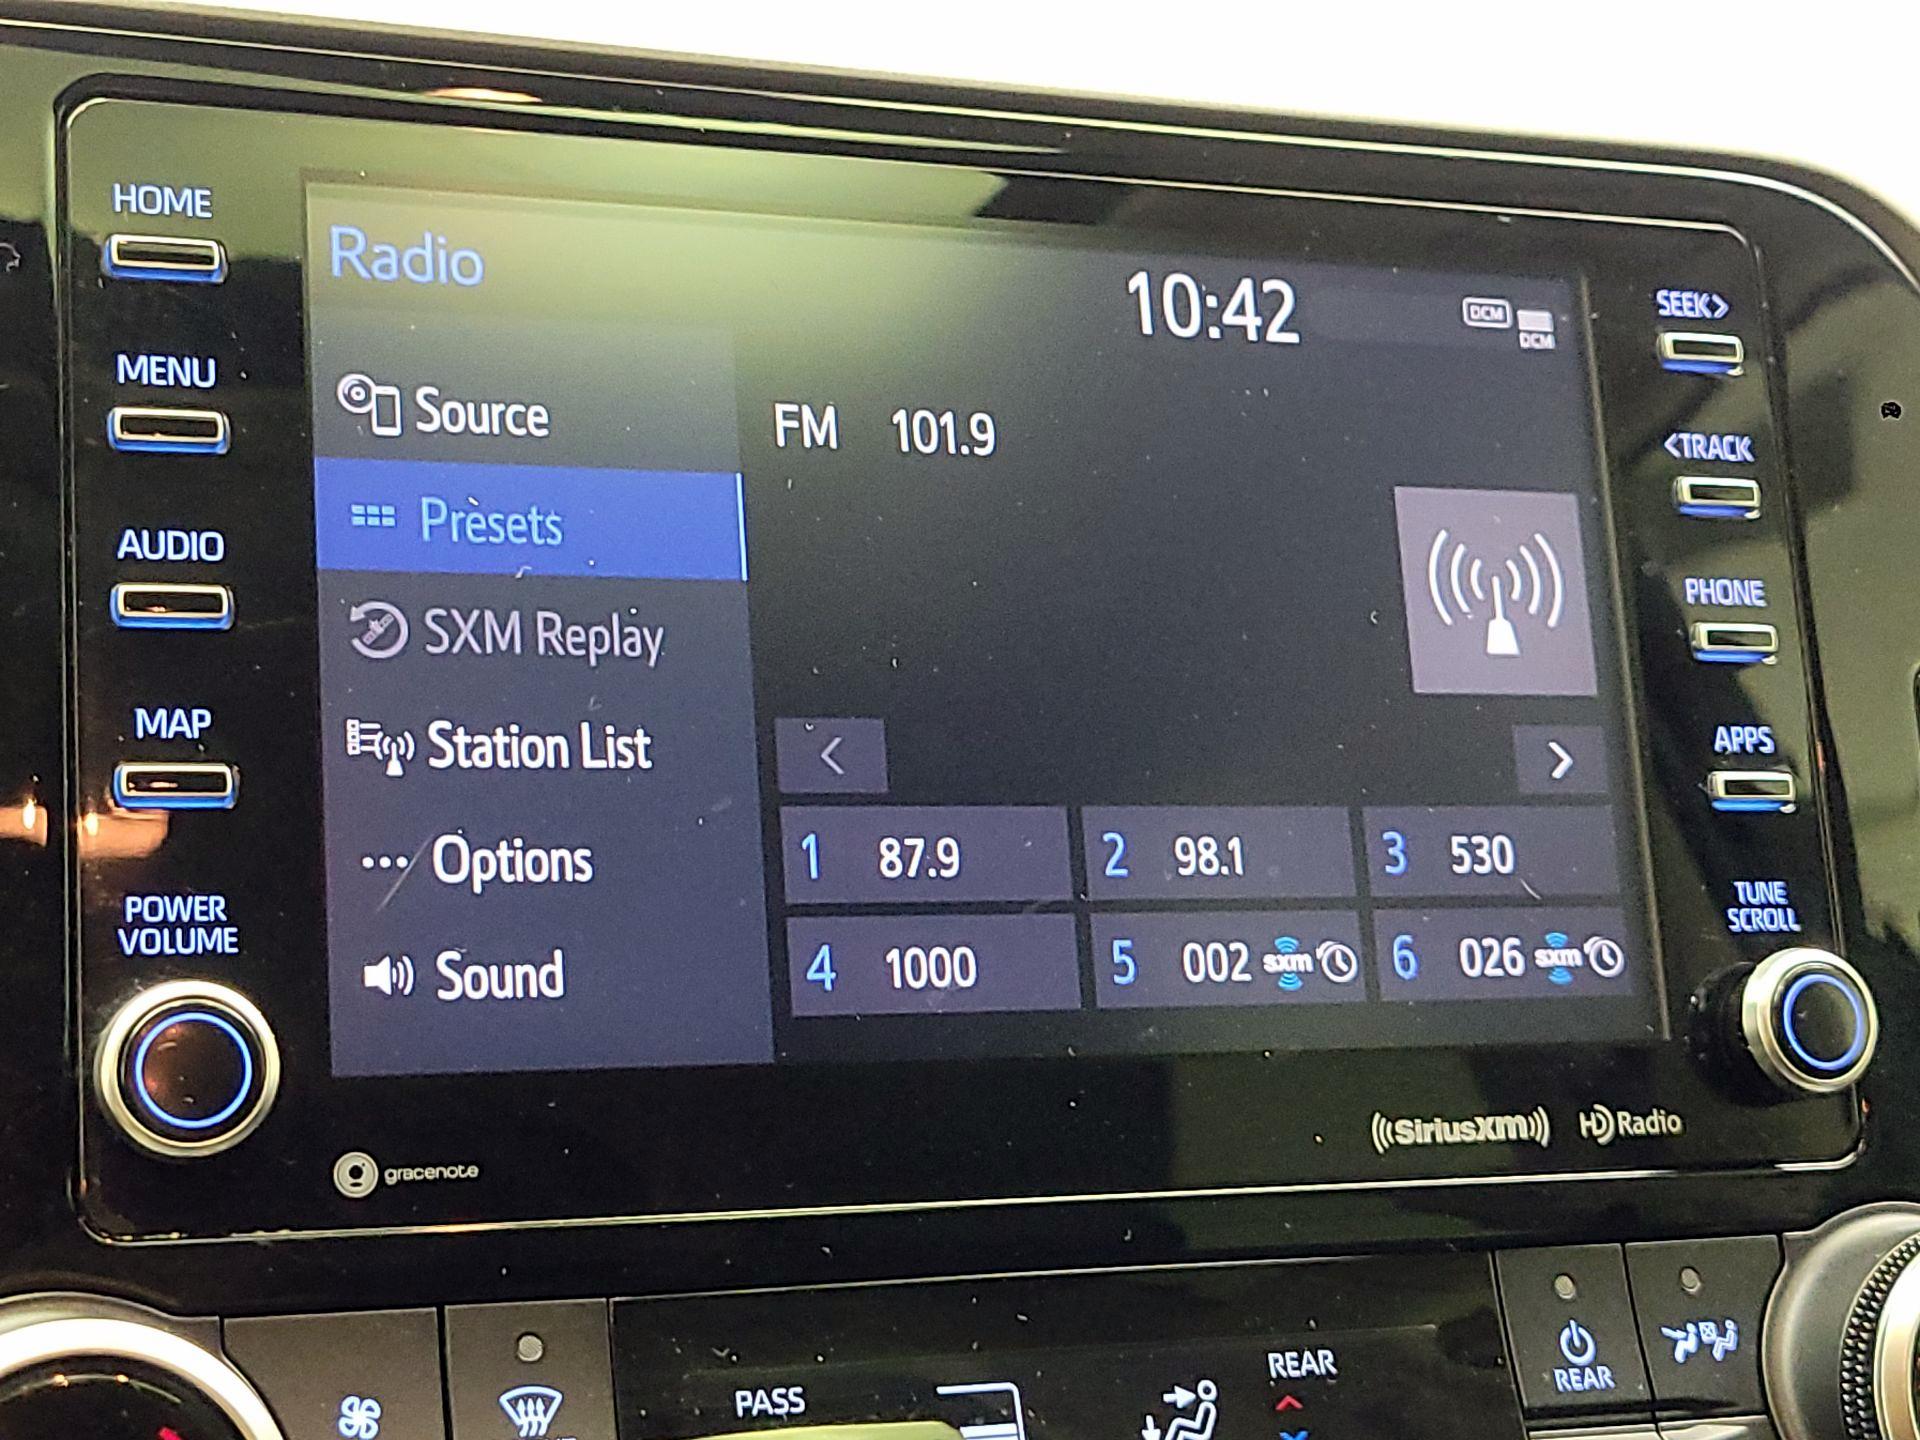 HOME
MENU
AUDIO
MAP
POWER
VOLUME
Radio
10:42
DCM
DCM
Source
Presets
SXM Replay
Station List
Options
Sound
FM 101.9
<
>
1 87.9
2 98.1
3 530
4 1000
5 002 sxm
6 026 sxm
SEEK>
<TRACK
PHONE
APPS
TUNE
SCROLL
gracenote
((SiriusXM))
HD Radio
PASS
REAR
REAR